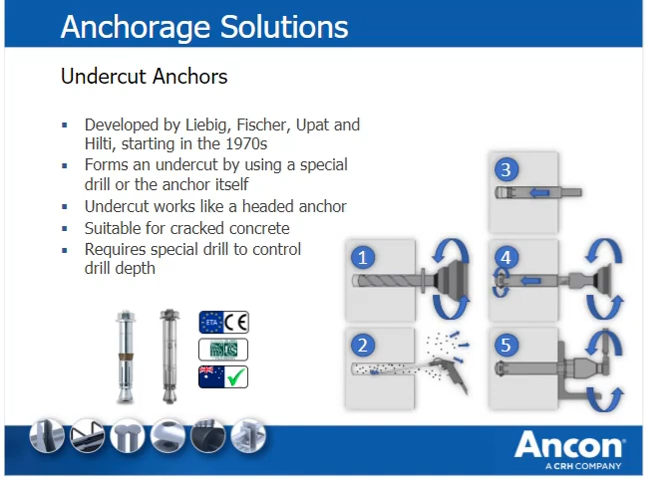 Anchorage Solutions
Undercut Anchors
▪ Developed by Liebig, Fischer, Upat and
Hilti, starting in the 1970s
▪ Forms an undercut by using a special
drill or the anchor itself
▪ Undercut works like a headed anchor
▪ Suitable for cracked concrete
▪ Requires special drill to control
drill depth
3
1
4
2
5
ETA CE
Ancon®
A CRH COMPANY